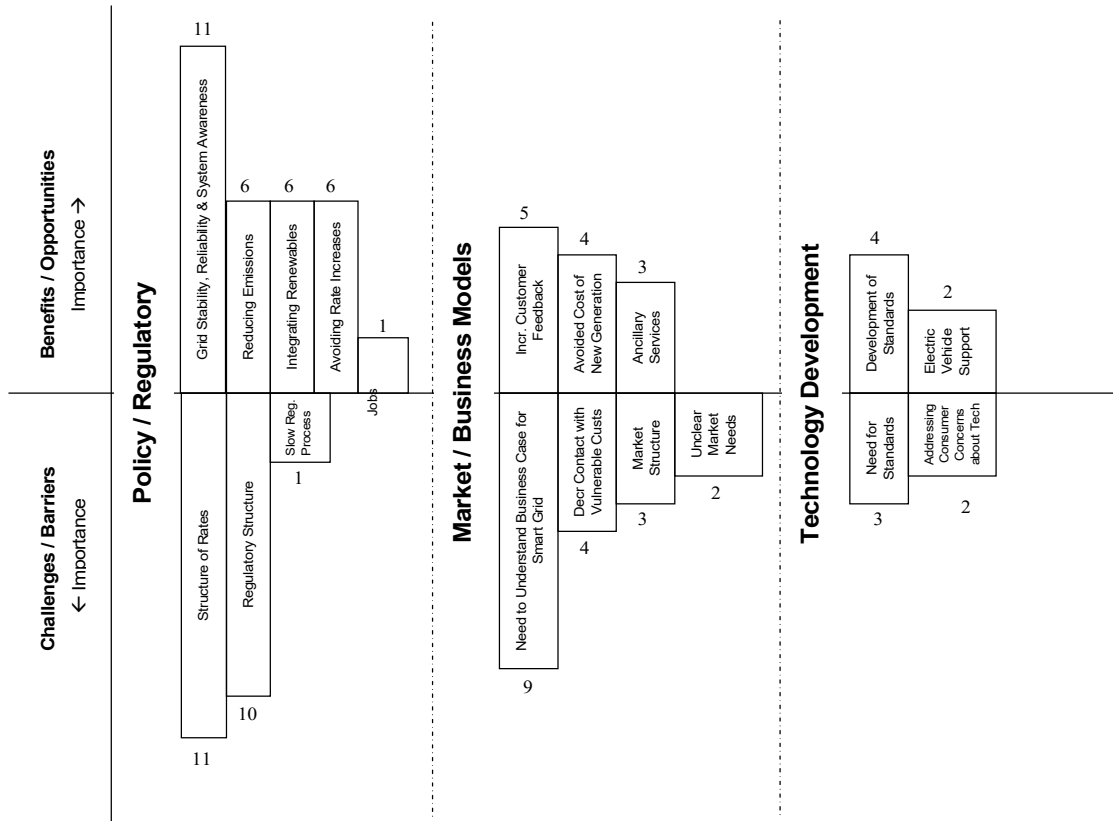 Benefits / Opportunities
Importance →
Challenges / Barriers
← Importance
Policy / Regulatory
11
Grid Stability, Reliability & System Awareness
6
Reducing Emissions
6
Integrating Renewables
6
Avoiding Rate Increases
1
Jobs
Structure of Rates
11
Regulatory Structure
10
Slow Reg.
Process
1
Market / Business Models
5
Incr. Customer
Feedback
4
Avoided Cost of
New Generation
3
Ancillary
Services
Need to Understand Business Case for
Smart Grid
9
Decr Contact with
Vulnerable Custs
4
Market
Structure
3
Unclear
Market
Needs
2
Technology Development
4
Development of
Standards
2
Electric
Vehicle
Support
Need for
Standards
3
Addressing
Consumer
Concerns
about Tech
2